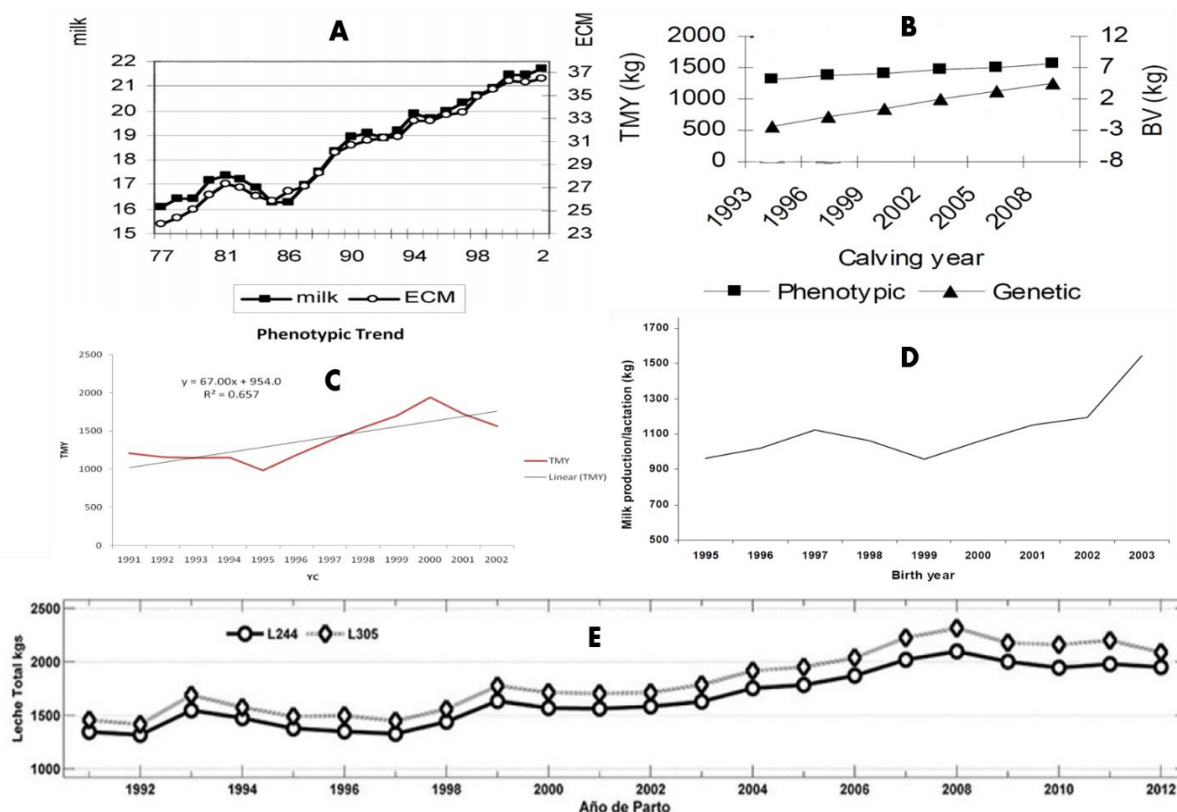 A
milk
ECM
22
21
20
19
18
17
16
15
37
35
33
31
29
27
25
23
77 81 86 90 94 98 2
milk ECM
B
TMY (kg)
BV (kg)
2000
1500
1000
500
0
12
7
2
-3
-8
1993 1996 1999 2002 2005 2008
Calving year
Phenotypic Genetic
Phenotypic Trend
C
y = 67.00x + 954.0
R² = 0.657
TMY
2500
2000
1500
1000
500
0
1991 1992 1993 1994 1995 1996 1997 1998 1999 2000 2001 2002
YC
TMY
Linear (TMY)
D
Milk production/lactation (kg)
1700
1500
1300
1100
900
700
500
1995 1996 1997 1998 1999 2000 2001 2002 2003
Birth year
E
L244 L305
Leche Total kgs
2500
2000
1500
1000
1992 1994 1996 1998 2000 2002 2004 2006 2008 2010 2012
Año de Parto